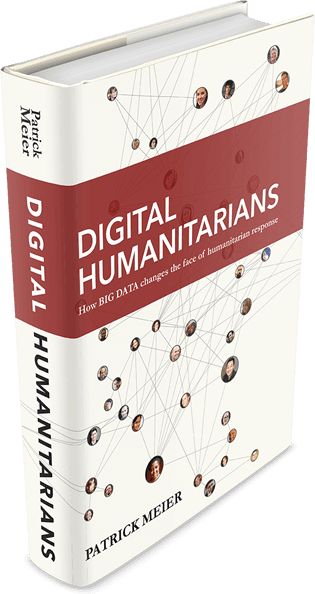 Patrick
Meier
DIGITAL HUMANITARIANS
DIGITAL
HUMANITARIANS
How BIG DATA changes the face of humanitarian response
PATRICK MEIER